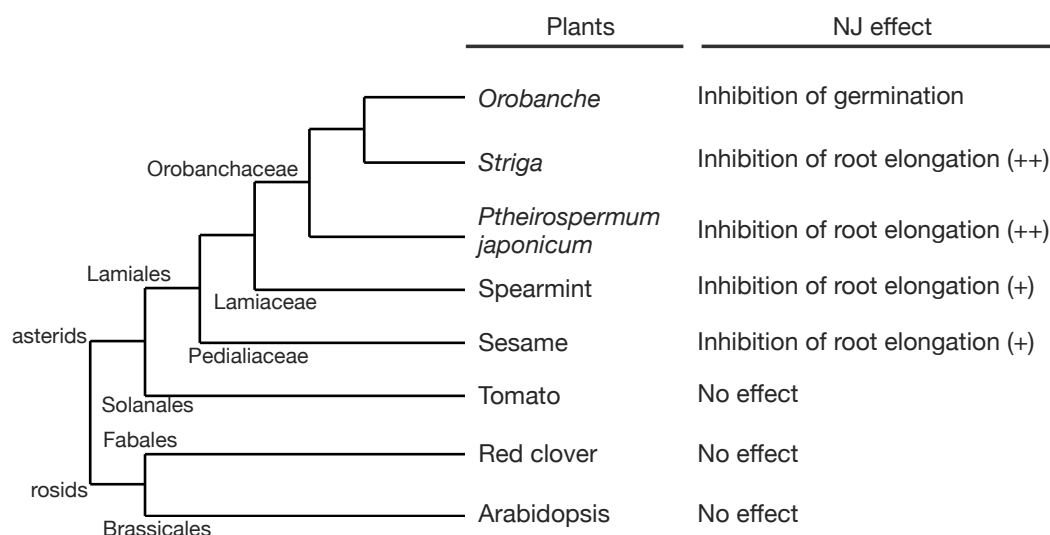 Plants NJ effect
Orobanche Inhibition of germination
Orobanchaceae
Striga Inhibition of root elongation (++)
Ptheirospermum
japonicum Inhibition of root elongation (++)
Lamiales
Lamiaceae
Spearmint Inhibition of root elongation (+)
asterids
Pedialiaceae
Sesame Inhibition of root elongation (+)
Solanales
Tomato No effect
Fabales
Red clover No effect
rosids
Brassicales
Arabidopsis No effect